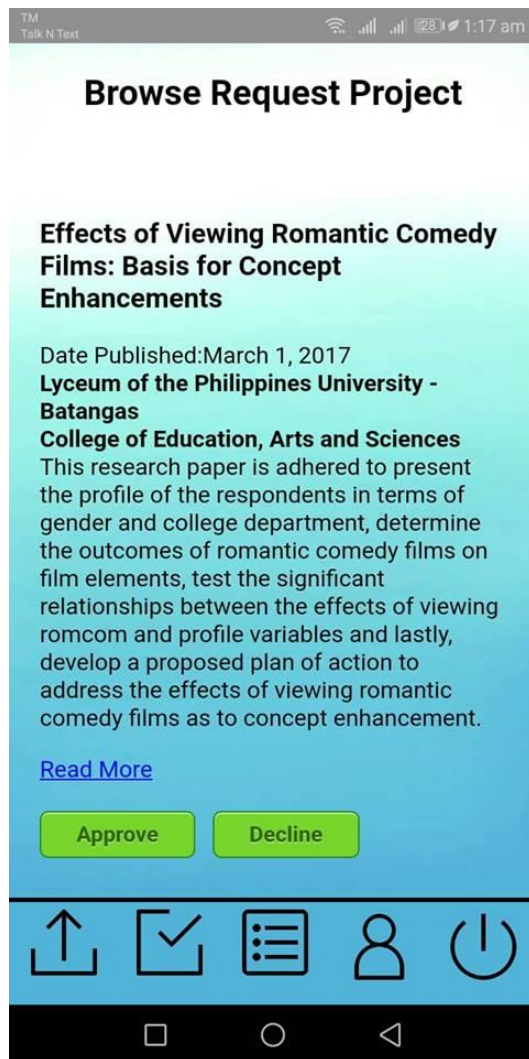 TM
Talk N Text
28 1:17 am
Browse Request Project
Effects of Viewing Romantic Comedy
Films: Basis for Concept
Enhancements
Date Published:March 1, 2017
Lyceum of the Philippines University -
Batangas
College of Education, Arts and Sciences
This research paper is adhered to present
the profile of the respondents in terms of
gender and college department, determine
the outcomes of romantic comedy films on
film elements, test the significant
relationships between the effects of viewing
romcom and profile variables and lastly,
develop a proposed plan of action to
address the effects of viewing romantic
comedy films as to concept enhancement.
Read More
Approve Decline